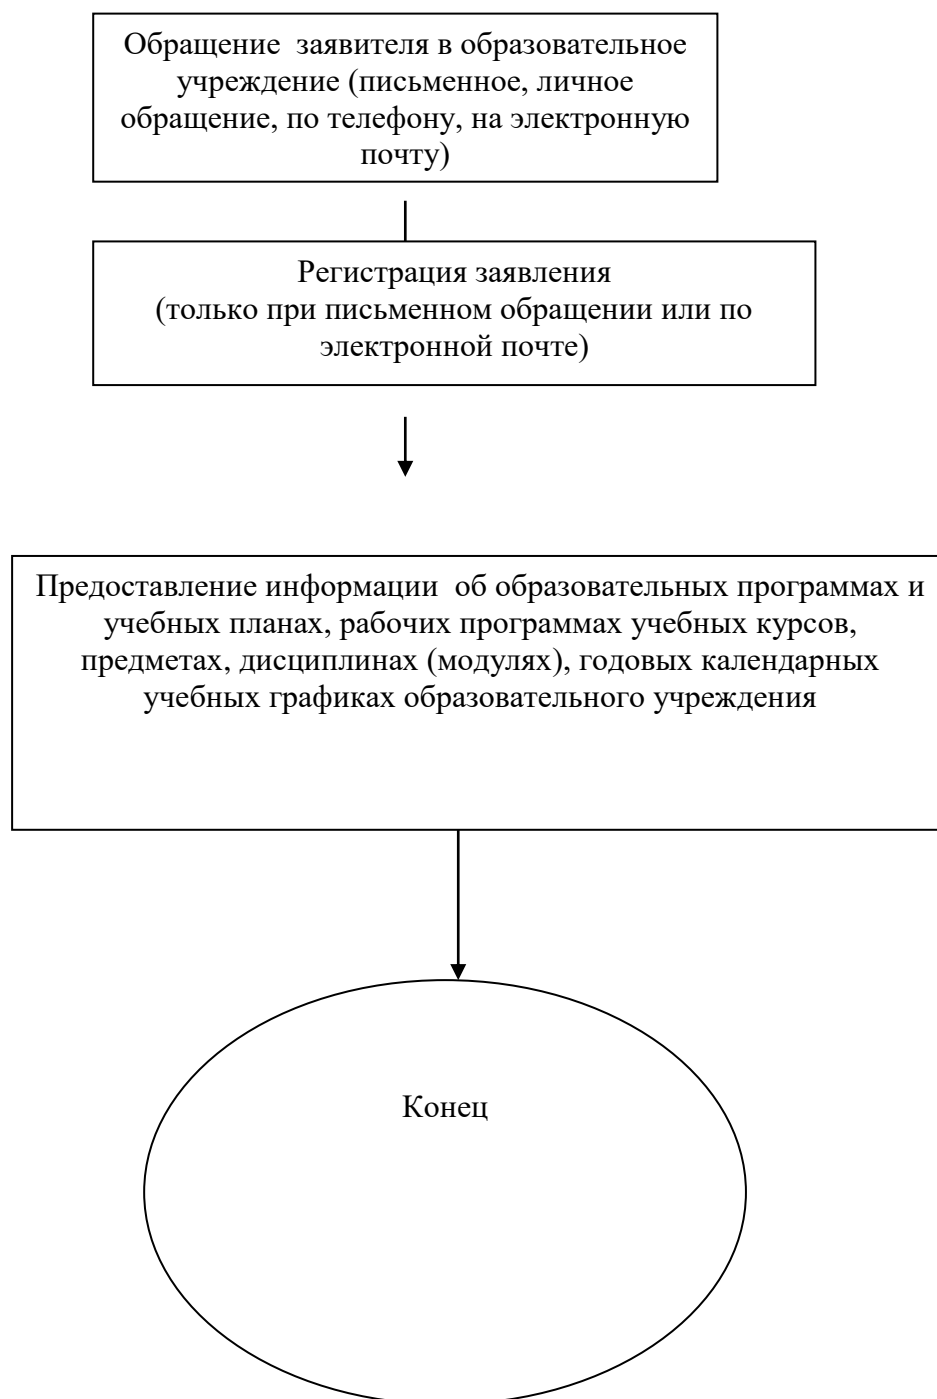 Обращение  заявителя в образовательное
учреждение (письменное, личное
обращение, по телефону, на электронную
почту)
Регистрация заявления
(только при письменном обращении или по
электронной почте)
Предоставление информации  об образовательных программах и
учебных планах, рабочих программах учебных курсов,
предметах, дисциплинах (модулях), годовых календарных
учебных графиках образовательного учреждения
Конец